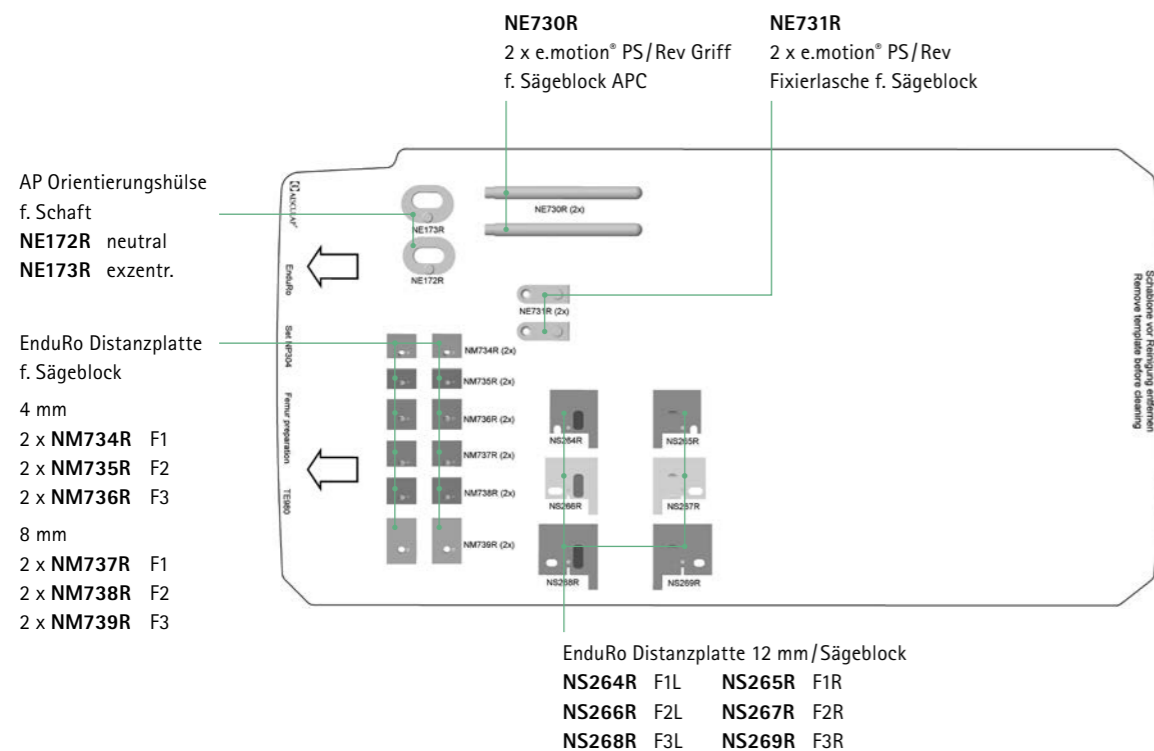 NE730R
2 x e.motion® PS/Rev Griff
f. Sägeblock APC
NE731R
2 x e.motion® PS/Rev
Fixierlasche f. Sägeblock
AP Orientierungshülse
f. Schaft
NE172R neutral
NE173R exzentr.
EnduRo Distanzplatte
f. Sägeblock
4 mm
2 x NM734R F1
2 x NM735R F2
2 x NM736R F3
8 mm
2 x NM737R F1
2 x NM738R F2
2 x NM739R F3
AESCULAP®
EnduRo
Set NP304
Femur preparation
TE980
NE173R
NE172R
NE730R (2x)
NE731R (2x)
NM734R (2x)
NM735R (2x)
NM736R (2x)
NM737R (2x)
NM738R (2x)
NM739R (2x)
NS264R
NS265R
NS266R
NS267R
NS268R
NS269R
Schablone vor Reinigung entfernen
Remove template before cleaning
EnduRo Distanzplatte 12 mm/Sägeblock
NS264R F1L NS265R F1R
NS266R F2L NS267R F2R
NS268R F3L NS269R F3R